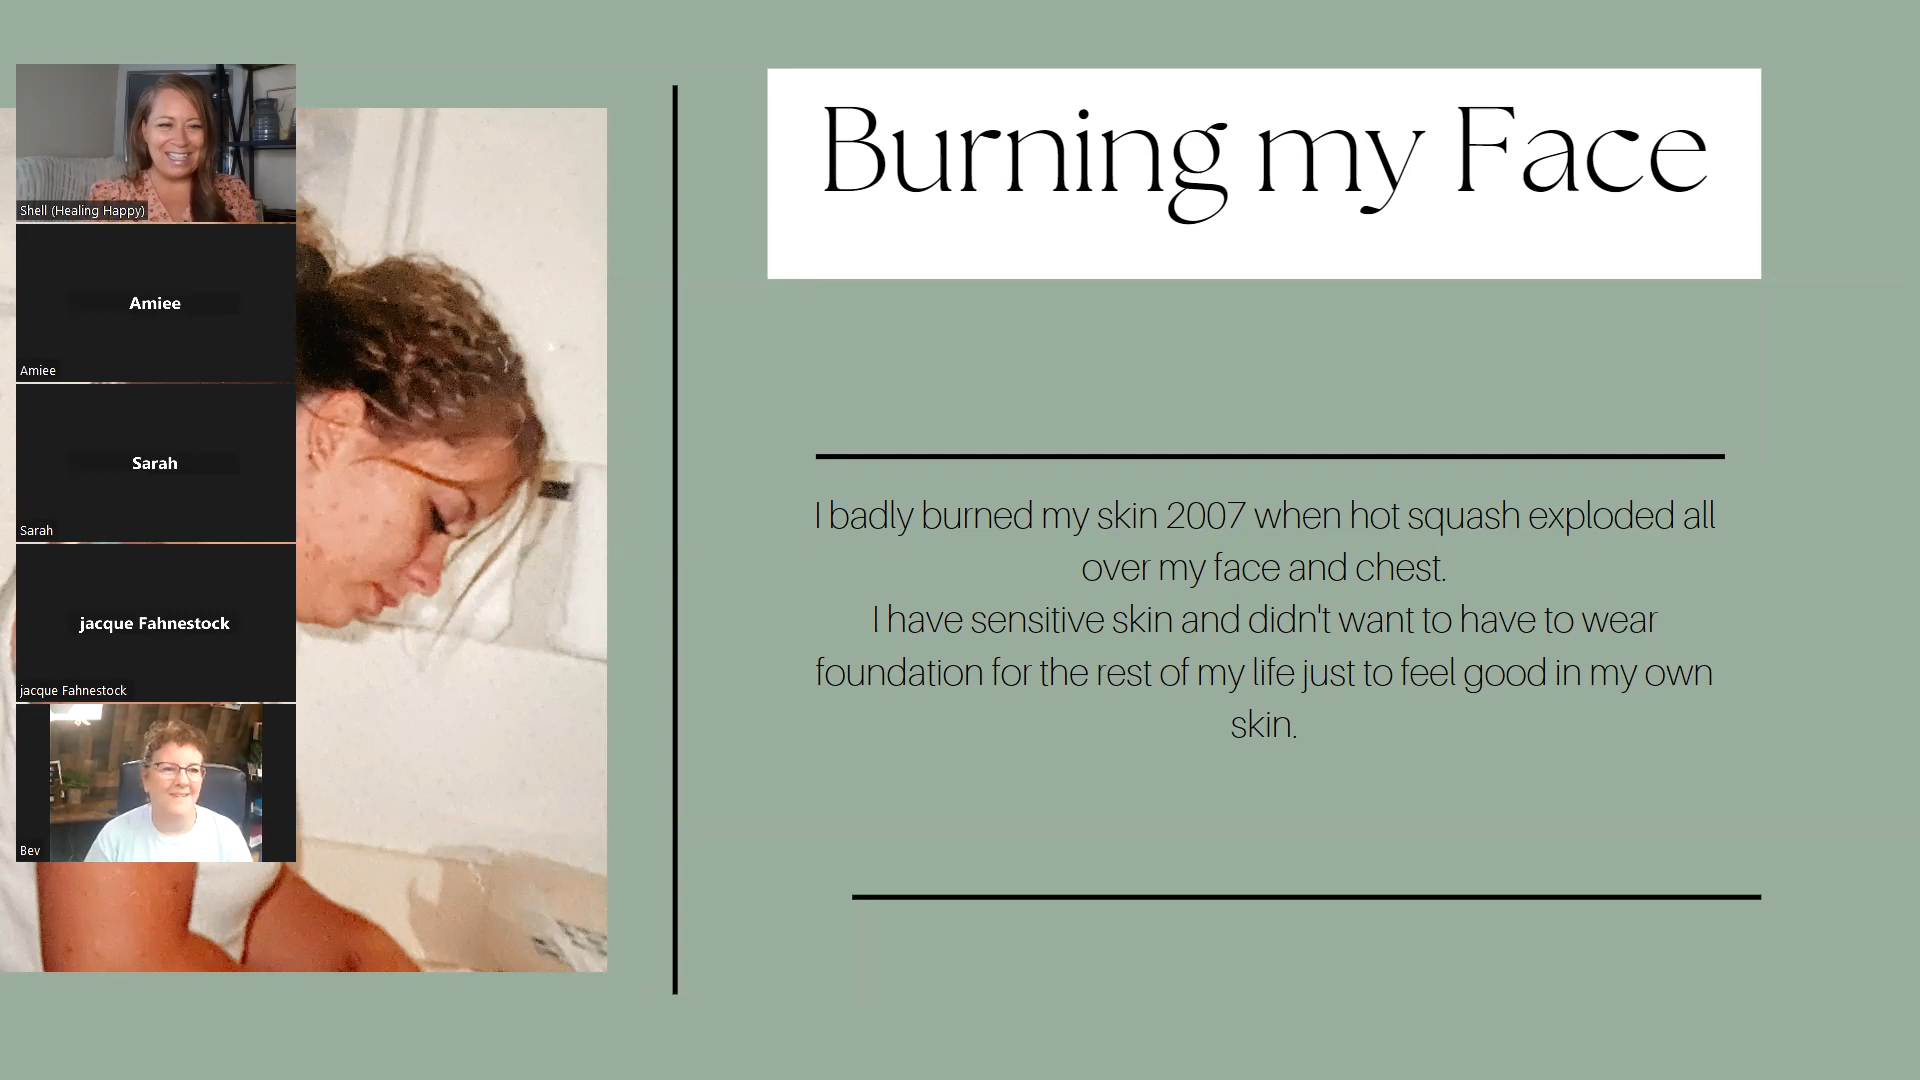 Shell (Healing Happy)
Amiee
Amiee
Sarah
Sarah
jacque Fahnestock
jacque Fahnestock
Bev
Burning my Face
I badly burned my skin 2007 when hot squash exploded all
over my face and chest.
I have sensitive skin and didn't want to have to wear
foundation for the rest of my life just to feel good in my own
skin.